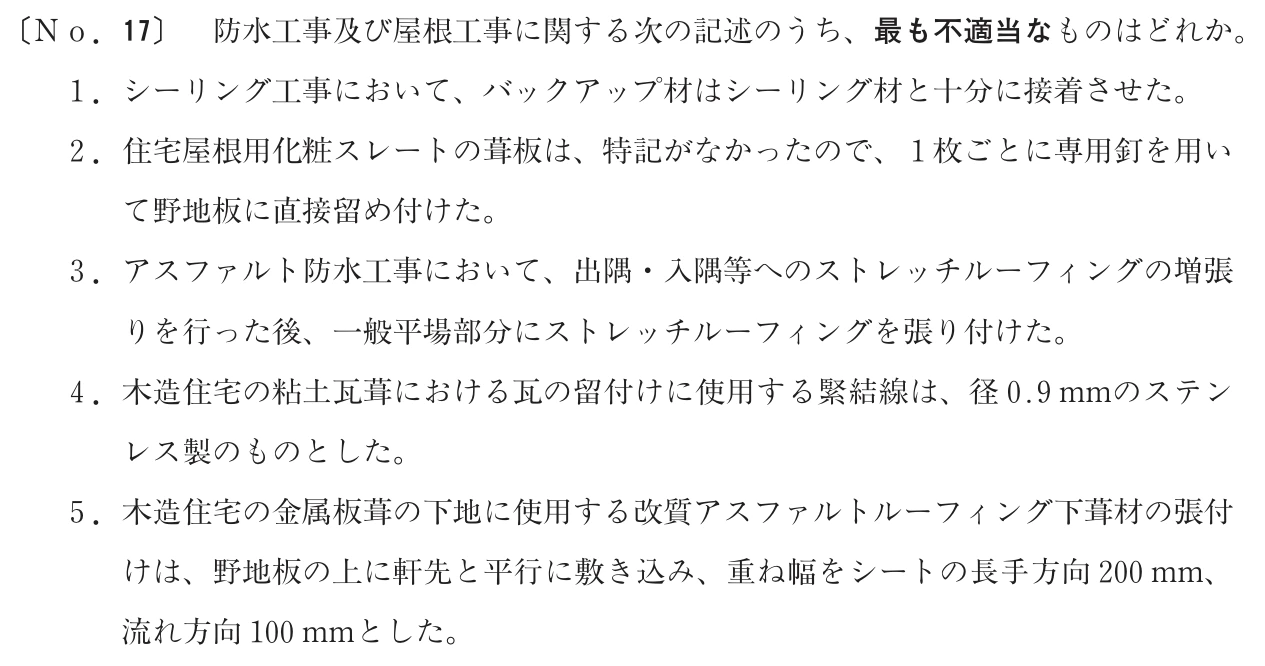 〔Ｎｏ．17〕　防水工事及び屋根工事に関する次の記述のうち、最も不適当なものはどれか。
１．シーリング工事において、バックアップ材はシーリング材と十分に接着させた。
２．住宅屋根用化粧スレートの葺板は、特記がなかったので、１枚ごとに専用釘を用い
て野地板に直接留め付けた。
３．アスファルト防水工事において、出隅・入隅等へのストレッチルーフィングの増張
りを行った後、一般平場部分にストレッチルーフィングを張り付けた。
４．木造住宅の粘土瓦葺における瓦の留付けに使用する緊結線は、径0.9 mmのステン
レス製のものとした。
５．木造住宅の金属板葺の下地に使用する改質アスファルトルーフィング下葺材の張付
けは、野地板の上に軒先と平行に敷き込み、重ね幅をシートの長手方向200 mm、
流れ方向100 mmとした。